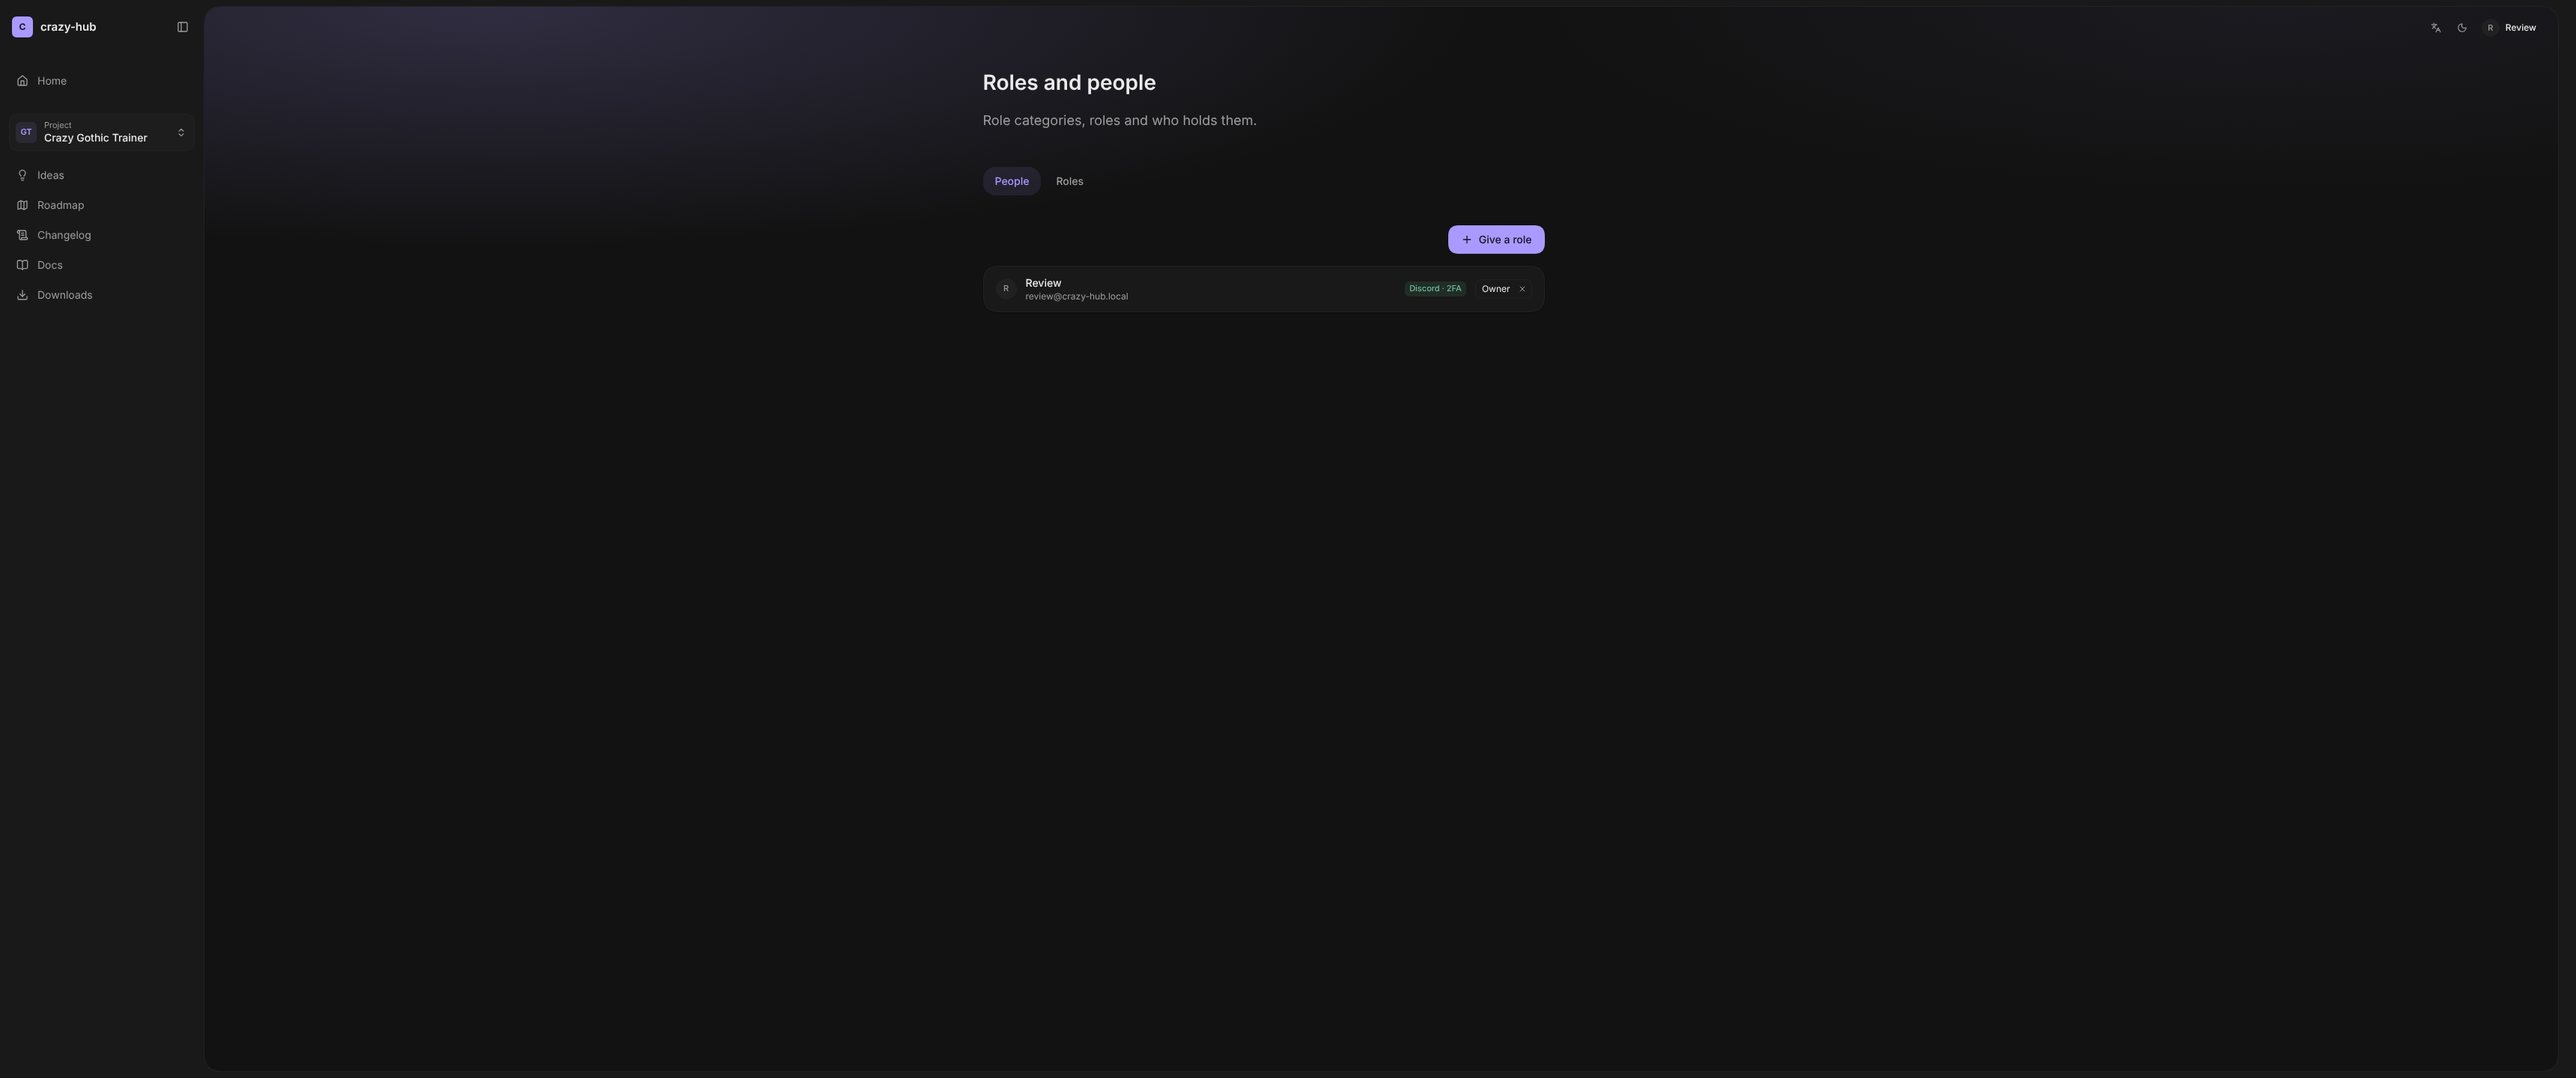 C crazy-hub
Home
GT Project
Crazy Gothic Trainer
Ideas
Roadmap
Changelog
Docs
Downloads
R Review
Roles and people
Role categories, roles and who holds them.
People Roles
+ Give a role
R Review
review@crazy-hub.local
Discord · 2FA Owner ×